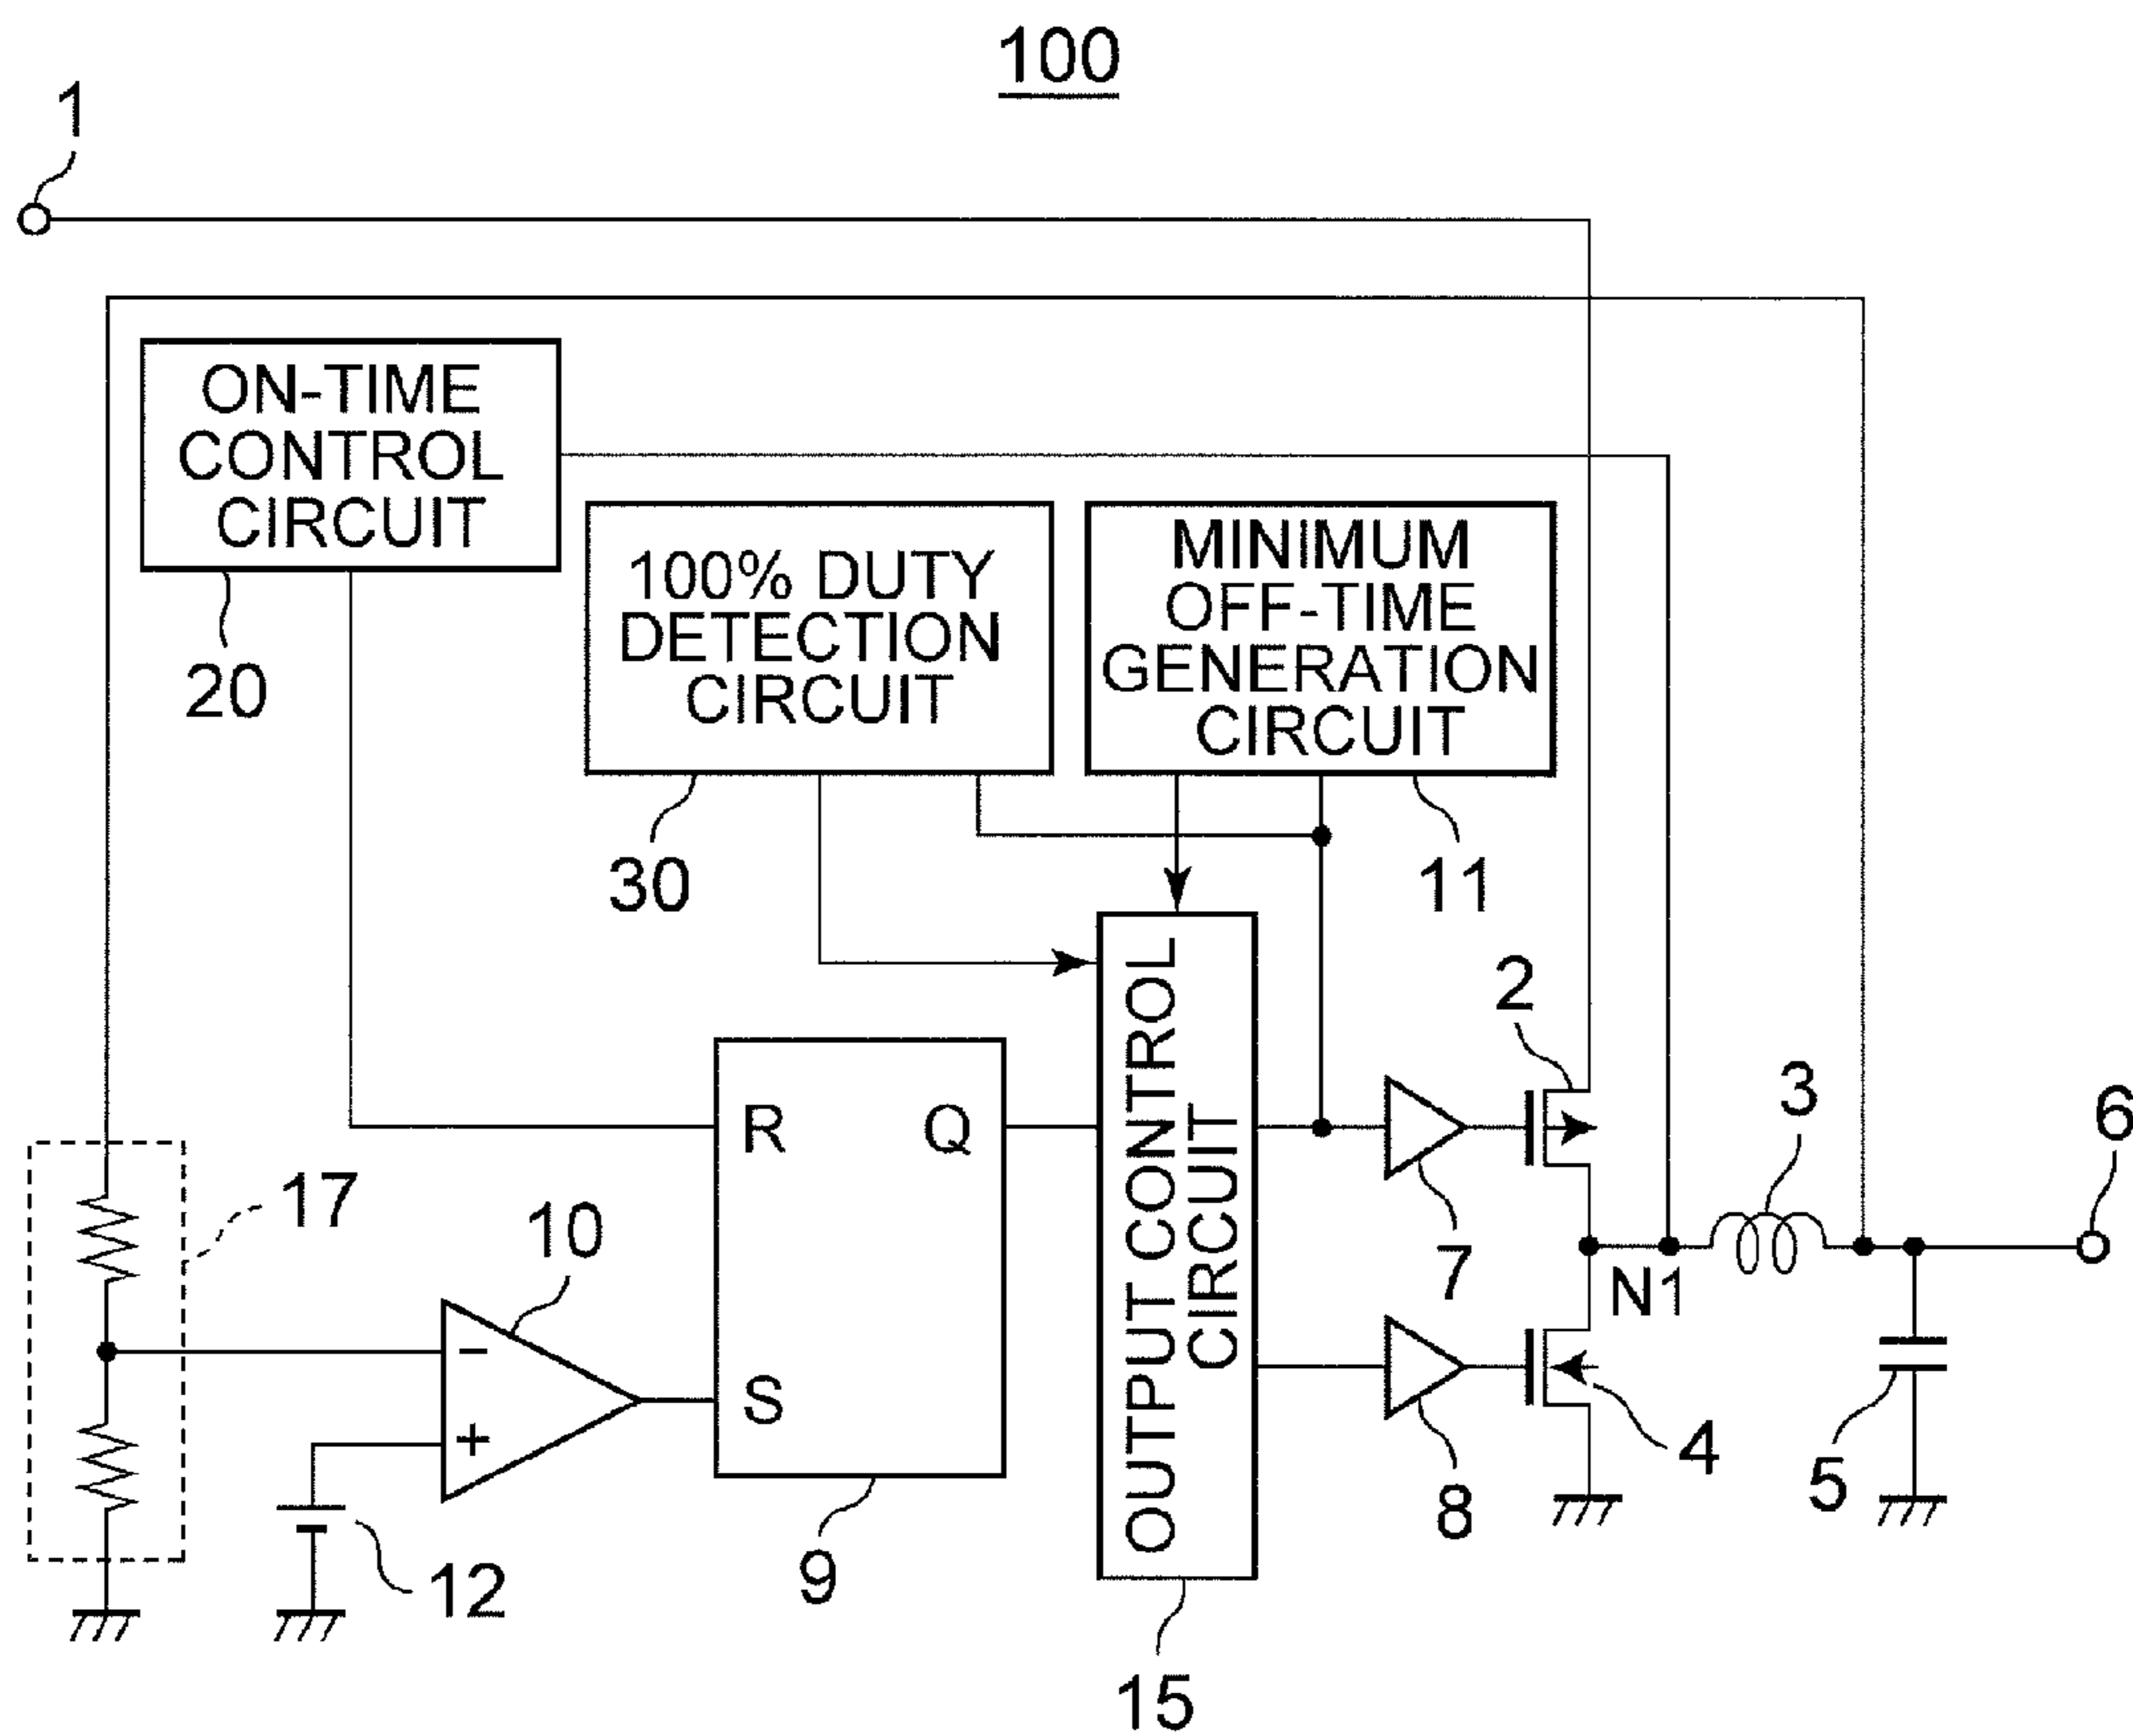 100
1
ON-TIME
CONTROL
CIRCUIT
20
100% DUTY
DETECTION
CIRCUIT
30
MINIMUM
OFF-TIME
GENERATION
CIRCUIT
11
2
3
6
R
Q
S
9
OUTPUT CONTROL
CIRCUIT
15
7
8
N1
4
5
17
10
−
+
12